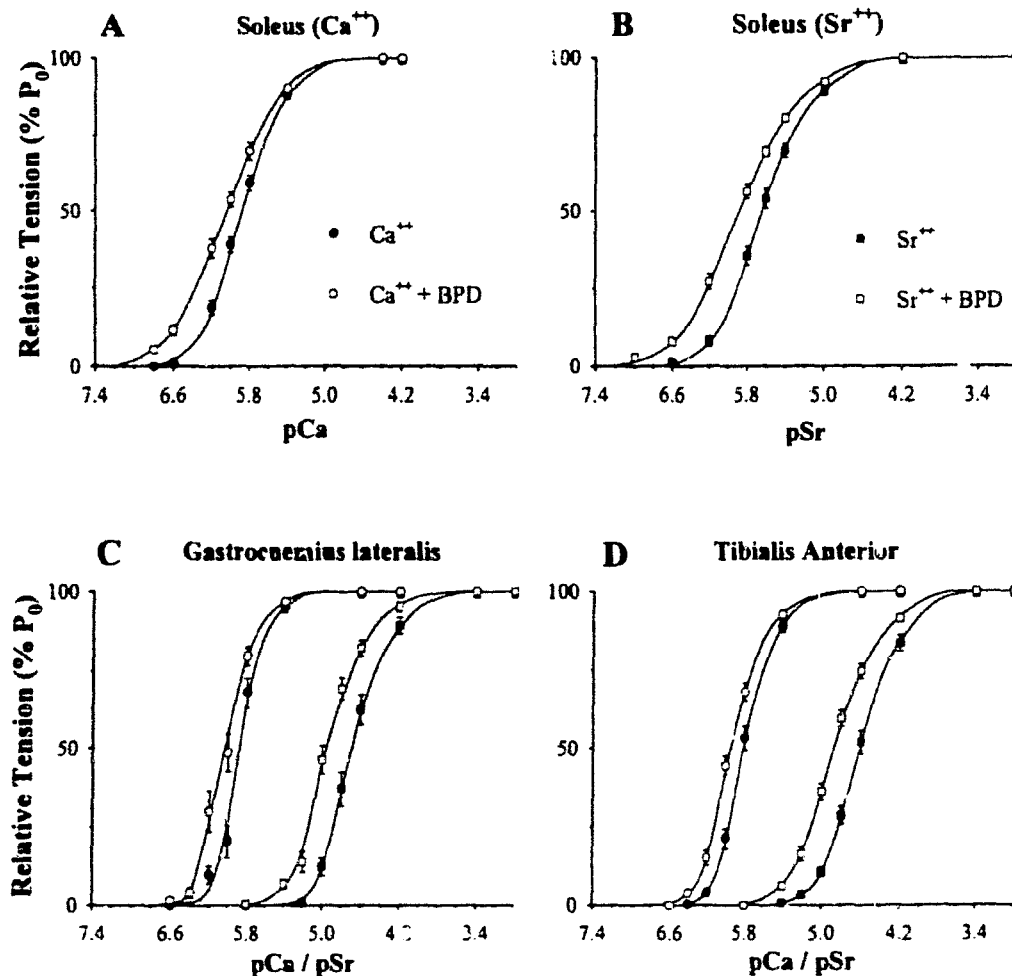 A Soleus (Ca++)
Relative Tension (% P0)
100
50
0
Ca++
Ca++ + BPD
7.4 6.6 5.8 5.0 4.2 3.4
pCa
B Soleus (Sr++)
100
50
0
Sr++
Sr++ + BPD
7.4 6.6 5.8 5.0 4.2 3.4
pSr
C Gastrocnemius lateralis
Relative Tension (% P0)
100
50
0
7.4 6.6 5.8 5.0 4.2 3.4
pCa / pSr
D Tibialis Anterior
100
50
0
7.4 6.6 5.8 5.0 4.2 3.4
pCa / pSr